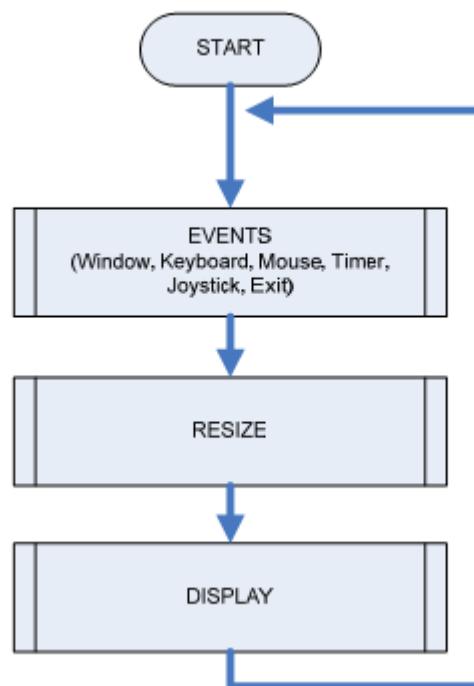 START
EVENTS
(Window, Keyboard, Mouse, Timer,
Joystick, Exit)
RESIZE
DISPLAY